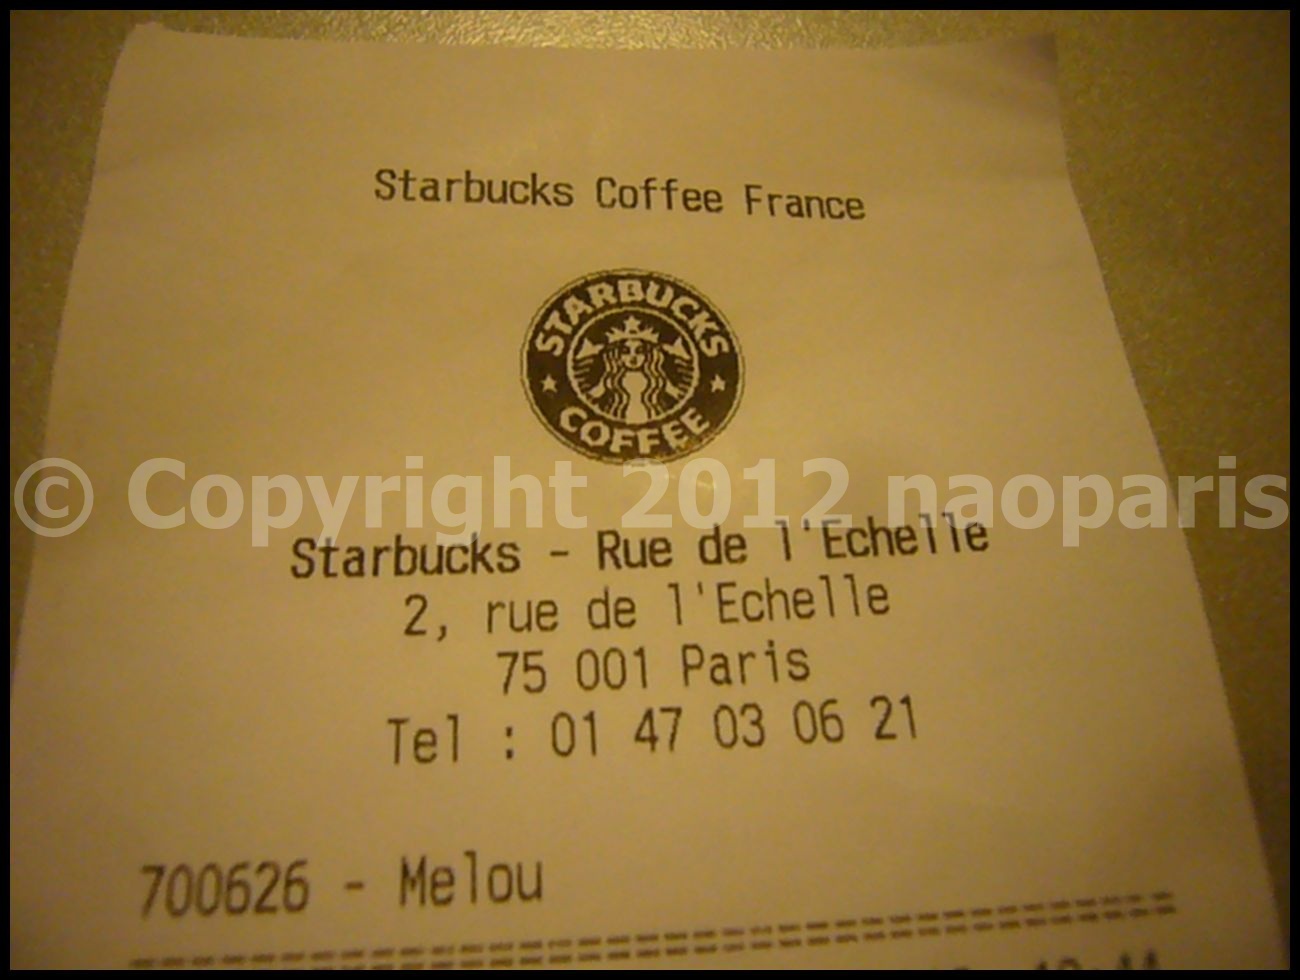 Starbucks Coffee France
STARBUCKS
COFFEE
© Copyright 2012 naoparis
Starbucks - Rue de l'Echelle
2, rue de l'Echelle
75 001 Paris
Tel : 01 47 03 06 21
700626 - Melou